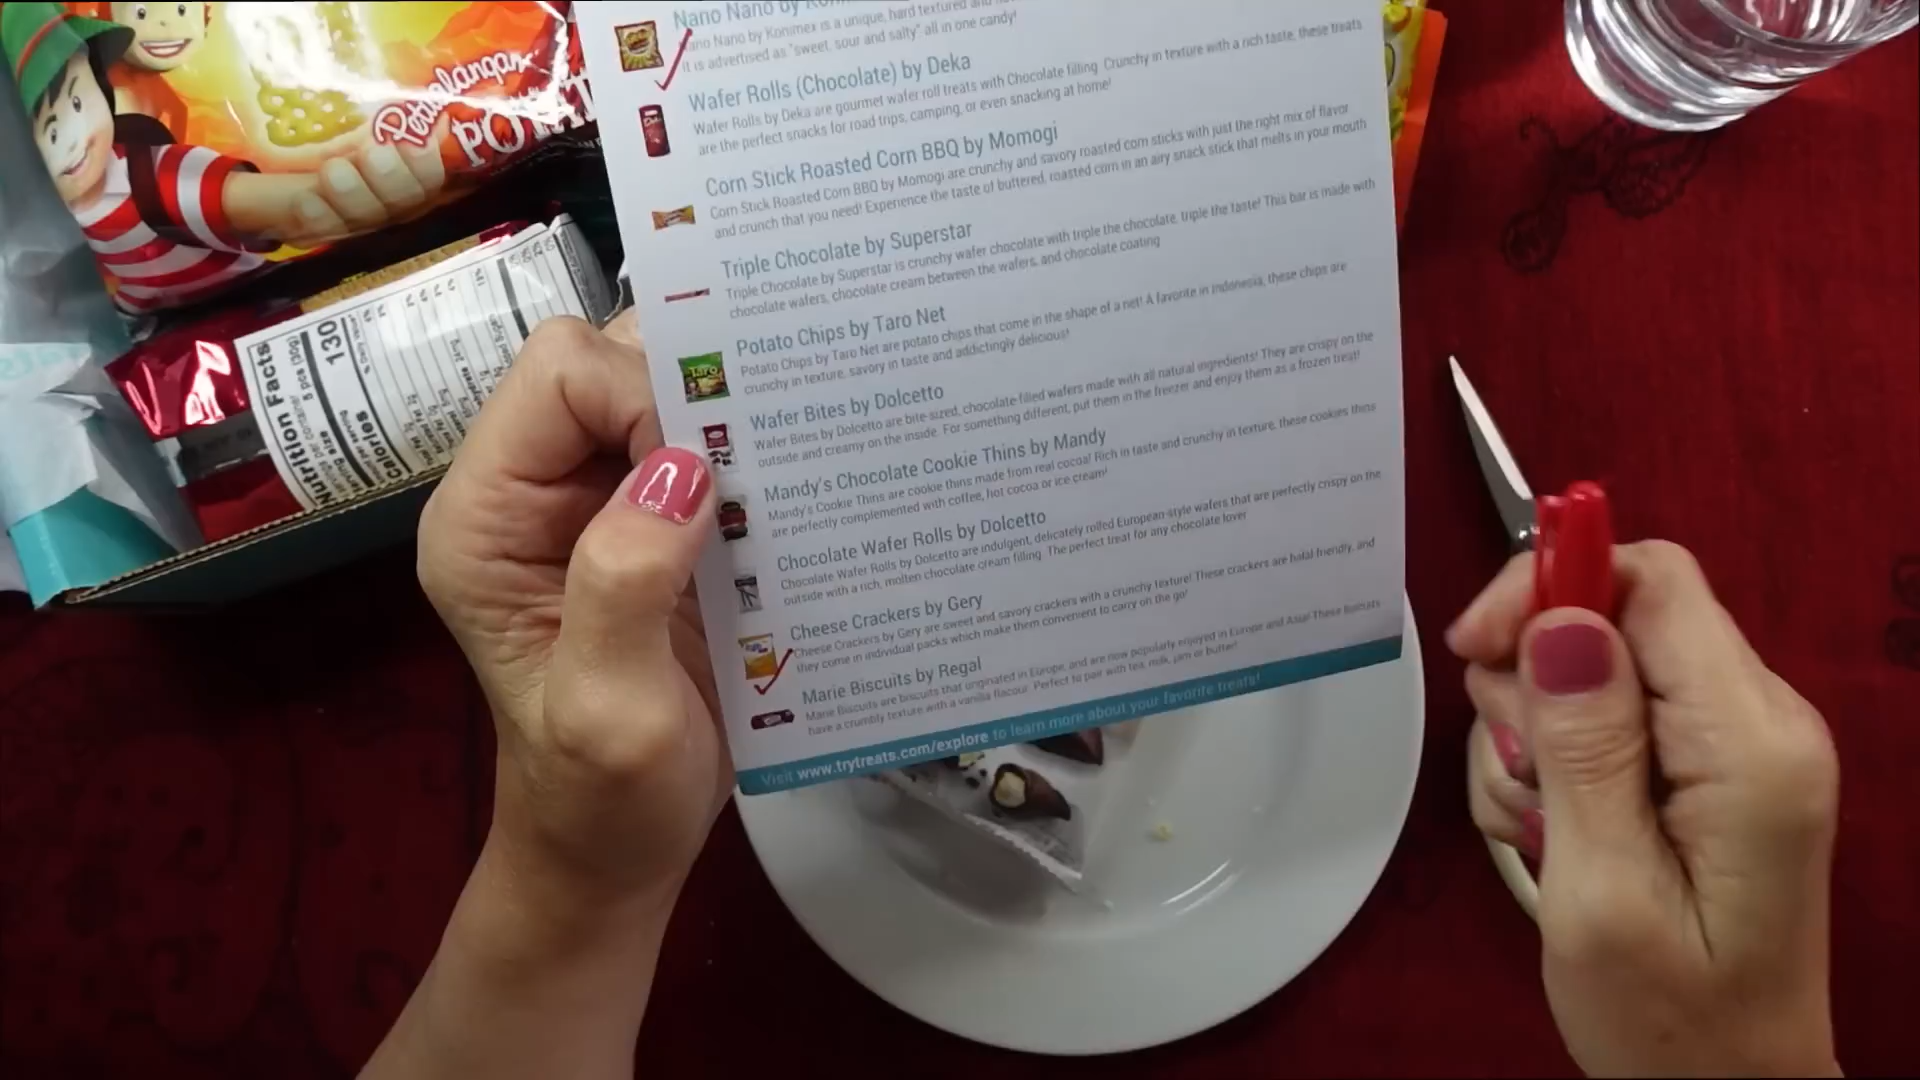 Nano Nano by
Nano Nano by Konimex is a unique, hard textured and
It is advertised as "sweet, sour and salty" all in one candy!
Wafer Rolls (Chocolate) by Deka
Wafer Rolls by Deka are gourmet wafer roll treats with Chocolate filling. Crunchy in texture with a rich taste, these treats
are the perfect snacks for road trips, camping, or even snacking at home!
Corn Stick Roasted Corn BBQ by Momogi
Corn Stick Roasted Corn BBQ by Momogi are crunchy and savory roasted corn sticks with just the right mix of flavor
and crunch that you need! Experience the taste of buttered, roasted corn in an airy snack stick that melts in your mouth
Triple Chocolate by Superstar
Triple Chocolate by Superstar is crunchy wafer chocolate with triple the chocolate, triple the taste! This bar is made with
chocolate wafers, chocolate cream between the wafers, and chocolate coating
Potato Chips by Taro Net
Potato Chips by Taro Net are potato chips that come in the shape of a net! A favorite in Indonesia, these chips are
crunchy in texture, savory in taste and addictingly delicious!
Wafer Bites by Dolcetto
Wafer Bites by Dolcetto are bite-sized, chocolate-filled wafers made with all natural ingredients! They are crispy on the
outside and creamy on the inside. For something different, put them in the freezer and enjoy them as a frozen treat!
Mandy's Chocolate Cookie Thins by Mandy
Mandy's Cookie Thins are cookie thins made from real cocoa! Rich in taste and crunchy in texture, these cookies thins
are perfectly complemented with coffee, hot cocoa or ice cream!
Chocolate Wafer Rolls by Dolcetto
Chocolate Wafer Rolls by Dolcetto are indulgent, delicately rolled European-style wafers that are perfectly crispy on the
outside with a rich, molten chocolate cream filling. The perfect treat for any chocolate lover
Cheese Crackers by Gery
Cheese Crackers by Gery are sweet and savory crackers with a crunchy texture! These crackers are halal friendly, and
they come in individual packs which make them convenient to carry on the go!
Marie Biscuits by Regal
Marie Biscuits are biscuits that originated in Europe, and are now popularly enjoyed in Europe and Asia! These biscuits
have a crumbly texture with a vanilla flavour. Perfect to pair with tea, milk, jam or butter!
Visit www.trytreats.com/explore to learn more about your favorite treats!
Taro
Petualangan
Nutrition Facts
5 pcs (30g)
Calories 130